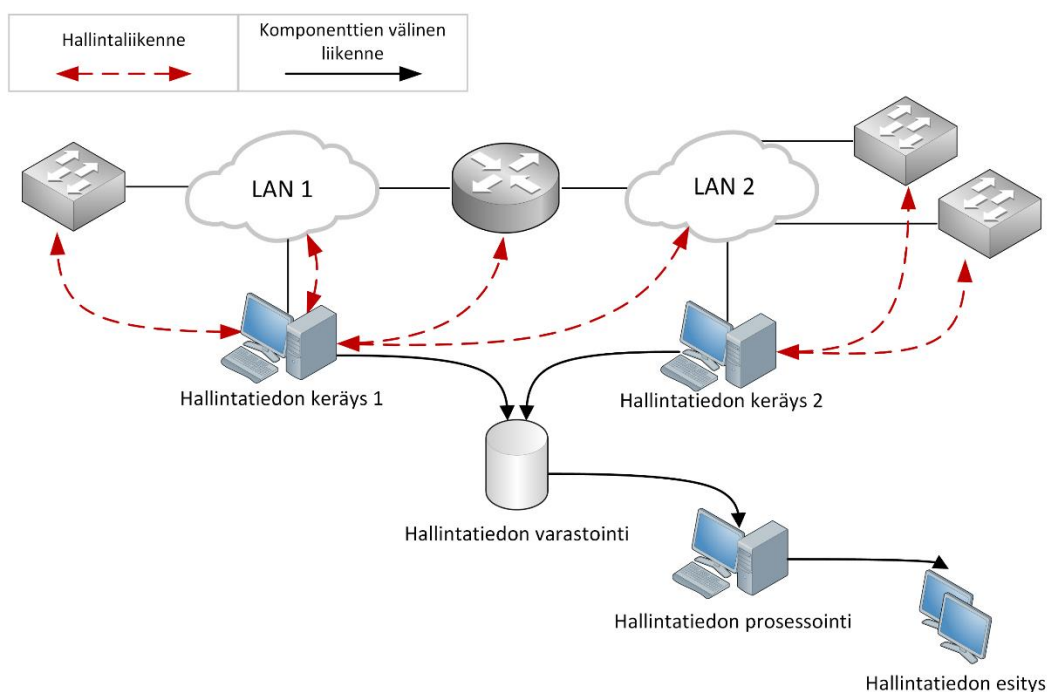 Hallintaliikenne
Komponenttien välinen
liikenne
LAN 1
LAN 2
Hallintatiedon keräys 1
Hallintatiedon keräys 2
Hallintatiedon varastointi
Hallintatiedon prosessointi
Hallintatiedon esitys